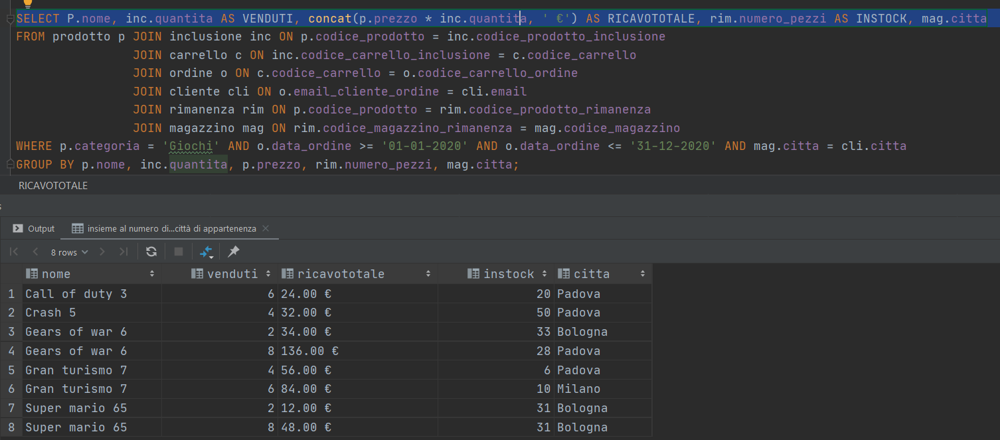 SELECT P.nome, inc.quantita AS VENDUTI, concat(p.prezzo * inc.quantita, ' €') AS RICAVOTOTALE, rim.numero_pezzi AS INSTOCK, mag.citta
FROM prodotto p JOIN inclusione inc ON p.codice_prodotto = inc.codice_prodotto_inclusione
JOIN carrello c ON inc.codice_carrello_inclusione = c.codice_carrello
JOIN ordine o ON c.codice_carrello = o.codice_carrello_ordine
JOIN cliente cli ON o.email_cliente_ordine = cli.email
JOIN rimanenza rim ON p.codice_prodotto = rim.codice_prodotto_rimanenza
JOIN magazzino mag ON rim.codice_magazzino_rimanenza = mag.codice_magazzino
WHERE p.categoria = 'Giochi' AND o.data_ordine >= '01-01-2020' AND o.data_ordine <= '31-12-2020' AND mag.citta = cli.citta
GROUP BY p.nome, inc.quantita, p.prezzo, rim.numero_pezzi, mag.citta;
RICAVOTOTALE
Output insieme al numero di...città di appartenenza
8 rows
nome venduti ricavototale instock citta
1 Call of duty 3 6 24.00 € 20 Padova
2 Crash 5 4 32.00 € 50 Padova
3 Gears of war 6 2 34.00 € 33 Bologna
4 Gears of war 6 8 136.00 € 28 Padova
5 Gran turismo 7 4 56.00 € 6 Padova
6 Gran turismo 7 6 84.00 € 10 Milano
7 Super mario 65 2 12.00 € 31 Bologna
8 Super mario 65 8 48.00 € 31 Bologna